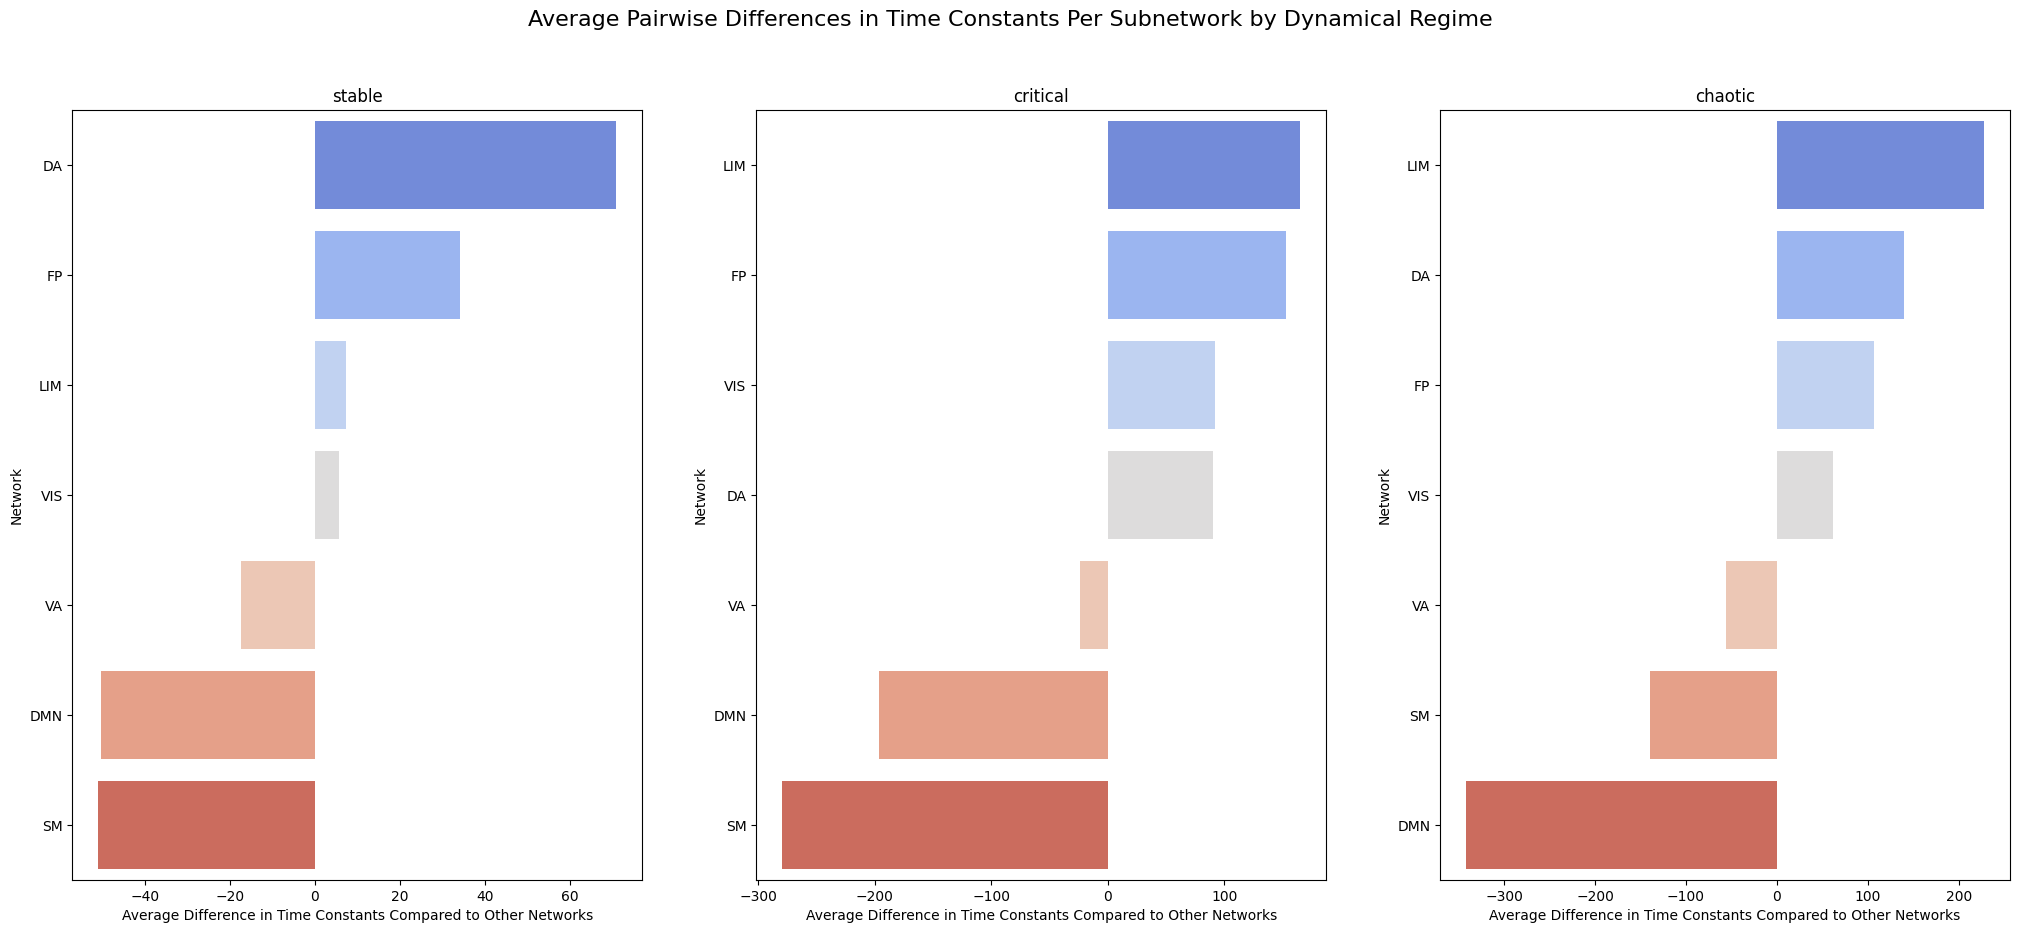 Average Pairwise Differences in Time Constants Per Subnetwork by Dynamical Regime
stable
Network
DA
FP
LIM
VIS
VA
DMN
SM
−40 −20 0 20 40 60
Average Difference in Time Constants Compared to Other Networks
critical
Network
LIM
FP
VIS
DA
VA
DMN
SM
−300 −200 −100 0 100
Average Difference in Time Constants Compared to Other Networks
chaotic
Network
LIM
DA
FP
VIS
VA
SM
DMN
−300 −200 −100 0 100 200
Average Difference in Time Constants Compared to Other Networks